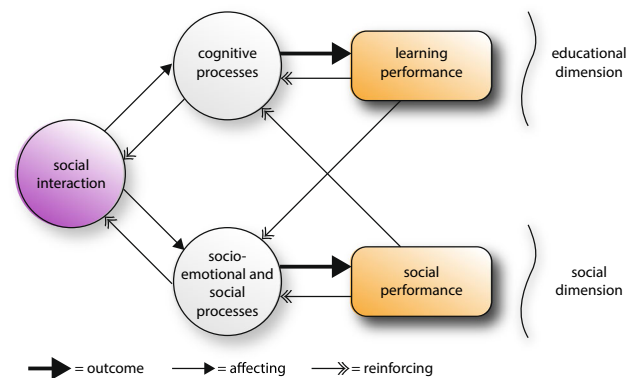 cognitive
processes
learning
performance
educational
dimension
social
interaction
socio-
emotional and
social
processes
social
performance
social
dimension
= outcome
= affecting
= reinforcing